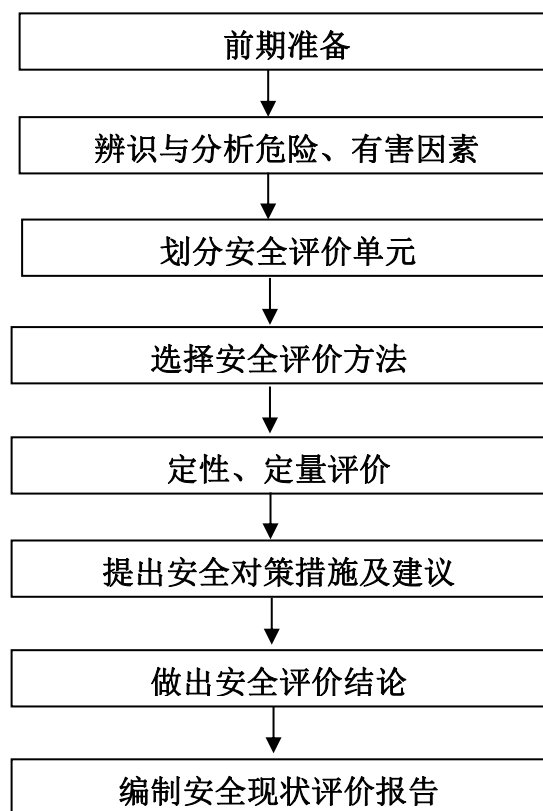 前期准备
辨识与分析危险、有害因素
划分安全评价单元
选择安全评价方法
定性、定量评价
提出安全对策措施及建议
做出安全评价结论
编制安全现状评价报告